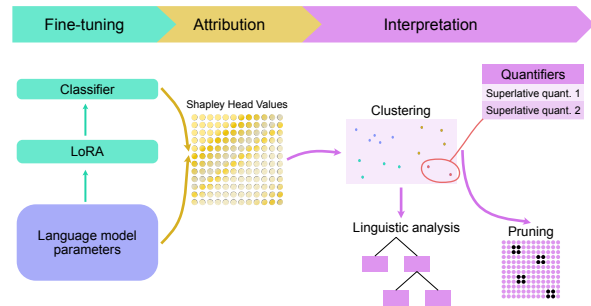 Fine-tuning
Attribution
Interpretation
Classifier
LoRA
Language model
parameters
Shapley Head Values
Clustering
Quantifiers
Superlative quant. 1
Superlative quant. 2
Linguistic analysis
Pruning